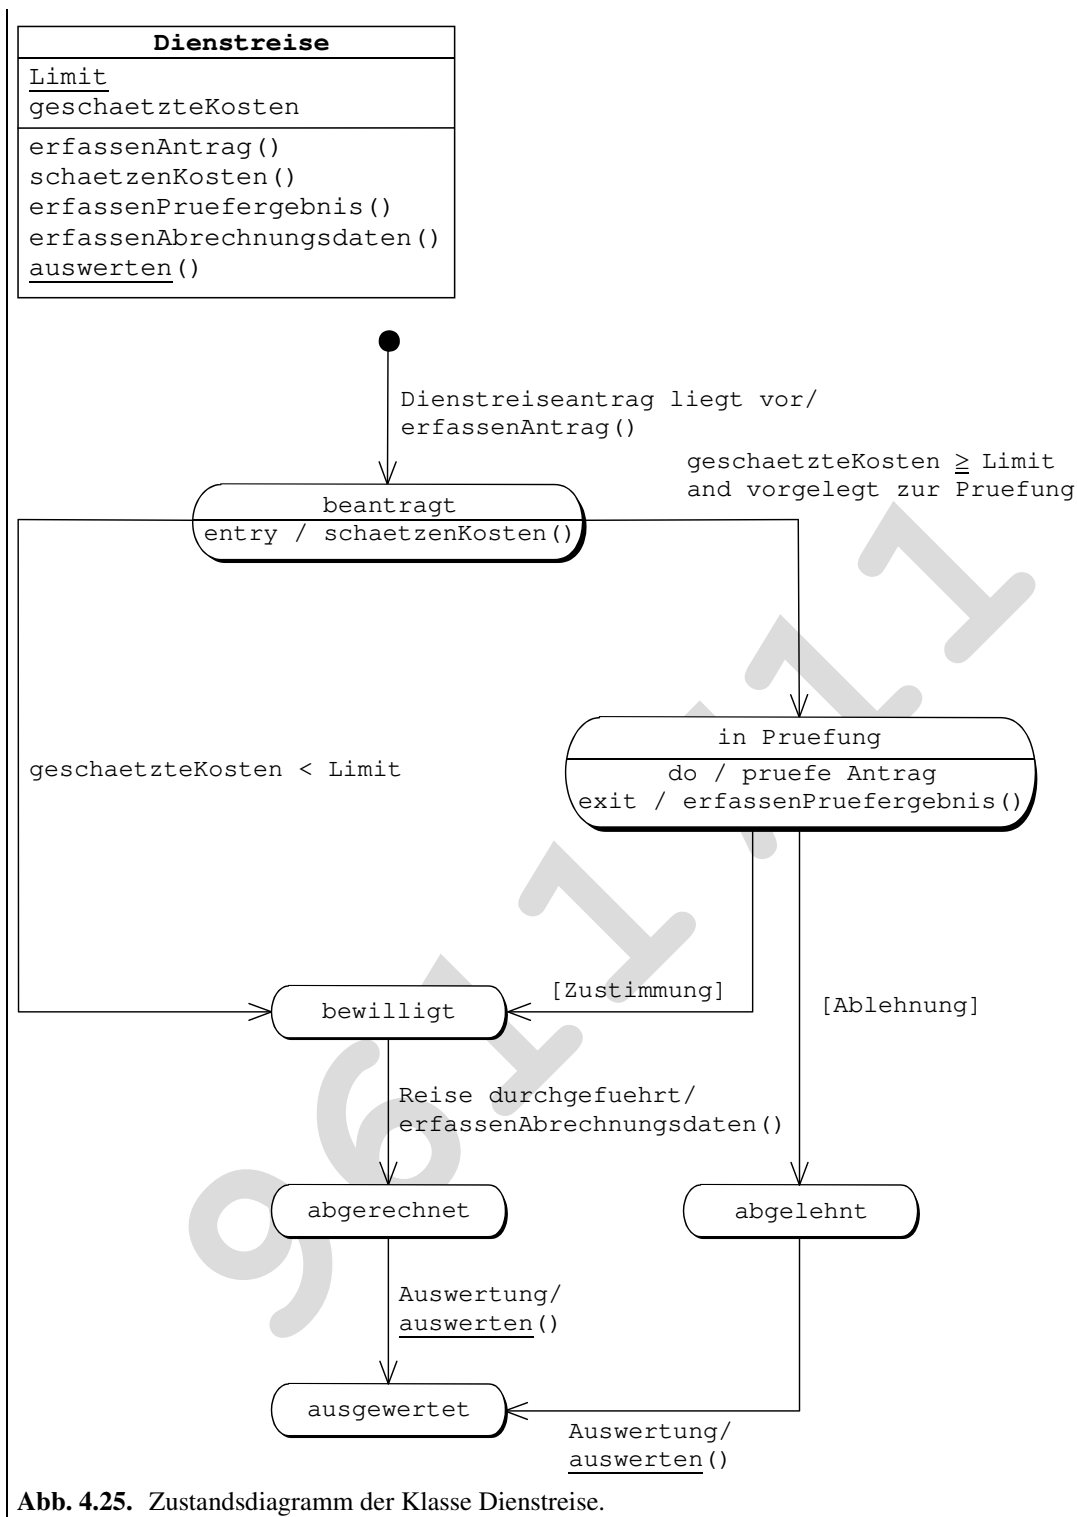 Dienstreise
Limit
geschaetzteKosten
erfassenAntrag()
schaetzenKosten()
erfassenPruefergebnis()
erfassenAbrechnungsdaten()
auswerten()
Dienstreiseantrag liegt vor/
erfassenAntrag()
geschaetzteKosten ≥ Limit
and vorgelegt zur Pruefung
beantragt
entry / schaetzenKosten()
in Pruefung
do / pruefe Antrag
exit / erfassenPruefergebnis()
geschaetzteKosten < Limit
[Zustimmung]
[Ablehnung]
bewilligt
Reise durchgefuehrt/
erfassenAbrechnungsdaten()
abgerechnet
abgelehnt
Auswertung/
auswerten()
ausgewertet
Auswertung/
auswerten()
Abb. 4.25. Zustandsdiagramm der Klasse Dienstreise.